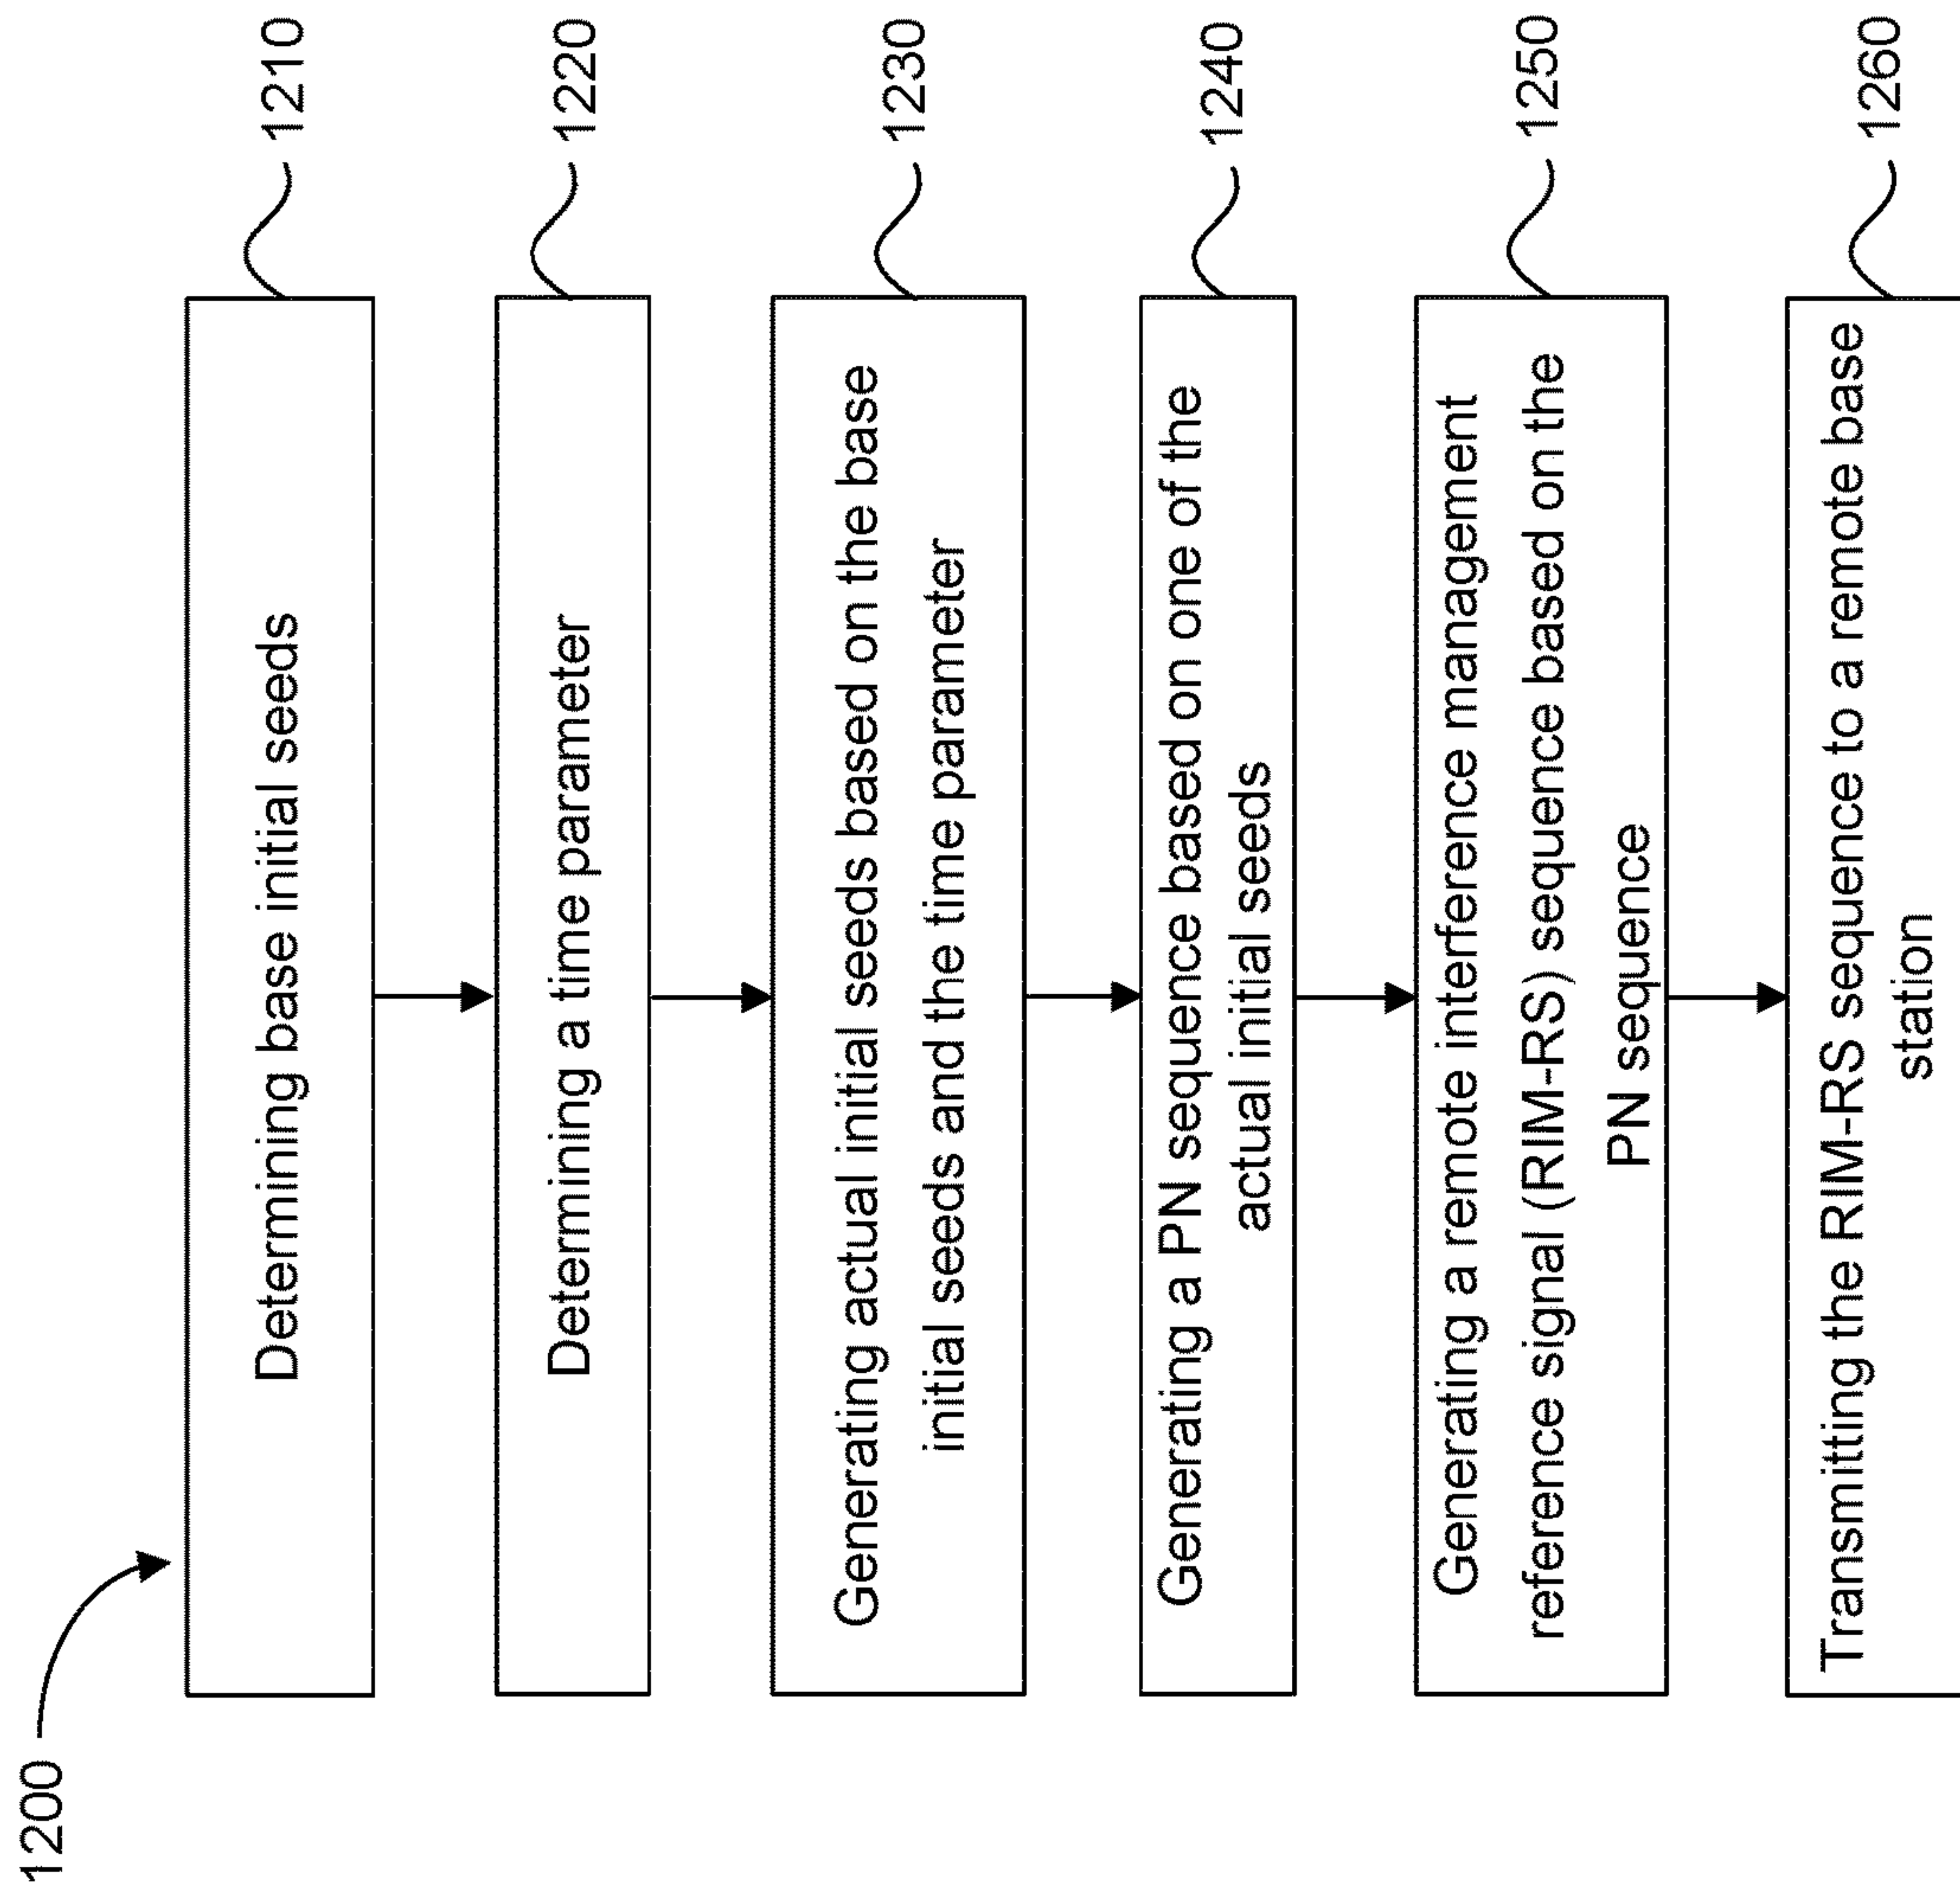 1200
Determining base initial seeds
1210
Determining a time parameter
1220
Generating actual initial seeds based on the base
initial seeds and the time parameter
1230
Generating a PN sequence based on one of the
actual initial seeds
1240
Generating a remote interference management
reference signal (RIM-RS) sequence based on the
PN sequence
1250
Transmitting the RIM-RS sequence to a remote base
station
1260